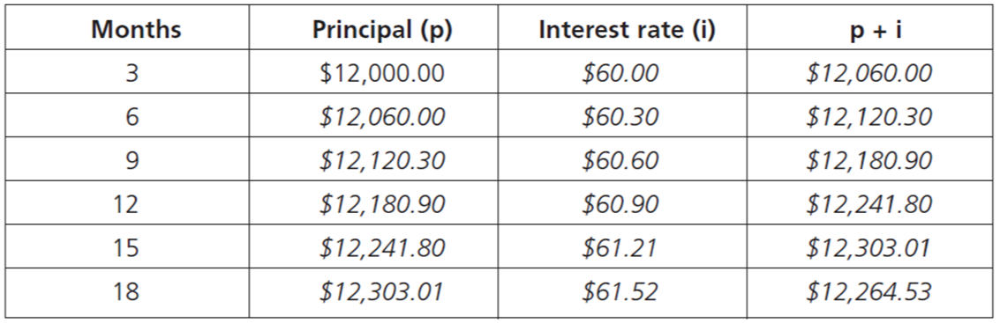 Months Principal (p) Interest rate (i) p + i
3 $12,000.00 $60.00 $12,060.00
6 $12,060.00 $60.30 $12,120.30
9 $12,120.30 $60.60 $12,180.90
12 $12,180.90 $60.90 $12,241.80
15 $12,241.80 $61.21 $12,303.01
18 $12,303.01 $61.52 $12,264.53